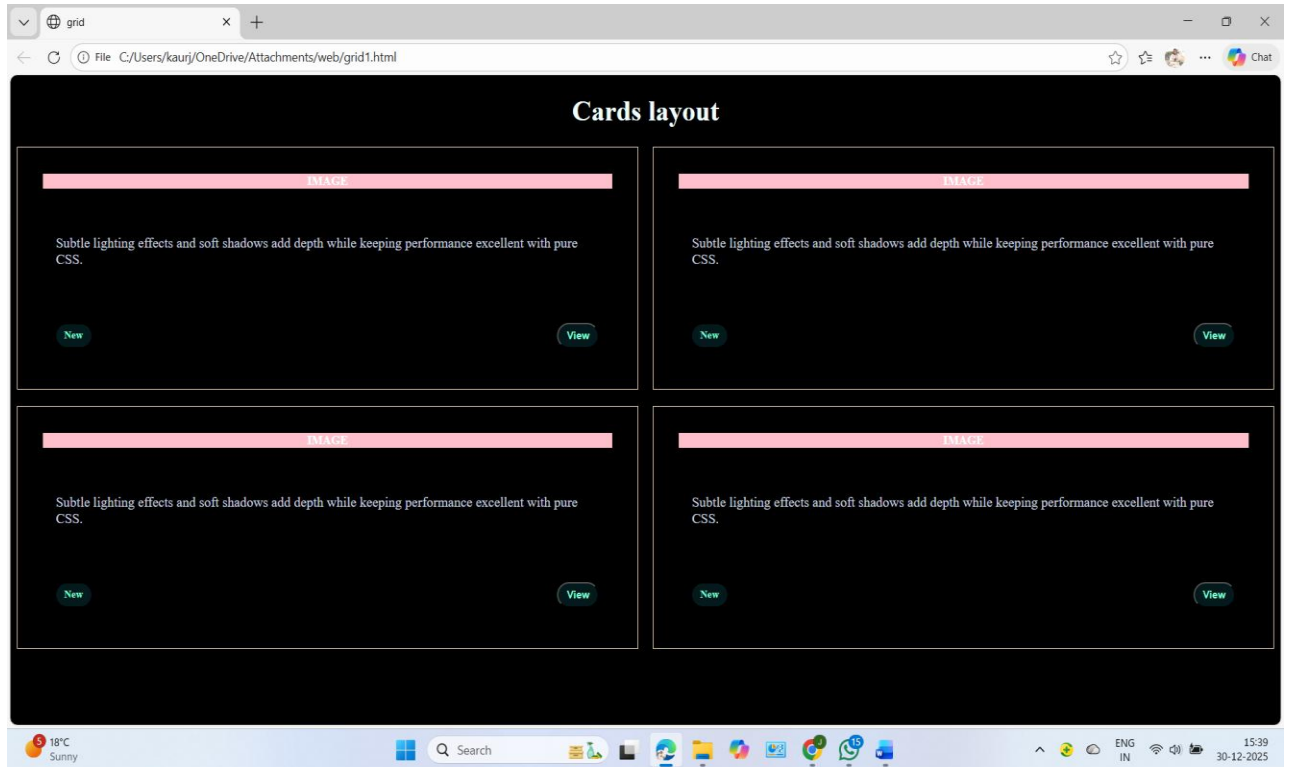 grid
File C:/Users/kaurj/OneDrive/Attachments/web/grid1.html
Chat
Cards layout
IMAGE
Subtle lighting effects and soft shadows add depth while keeping performance excellent with pure
CSS.
New
View
IMAGE
Subtle lighting effects and soft shadows add depth while keeping performance excellent with pure
CSS.
New
View
IMAGE
Subtle lighting effects and soft shadows add depth while keeping performance excellent with pure
CSS.
New
View
IMAGE
Subtle lighting effects and soft shadows add depth while keeping performance excellent with pure
CSS.
New
View
5
18°C
Sunny
Search
J
15
ENG
IN
15:39
30-12-2025